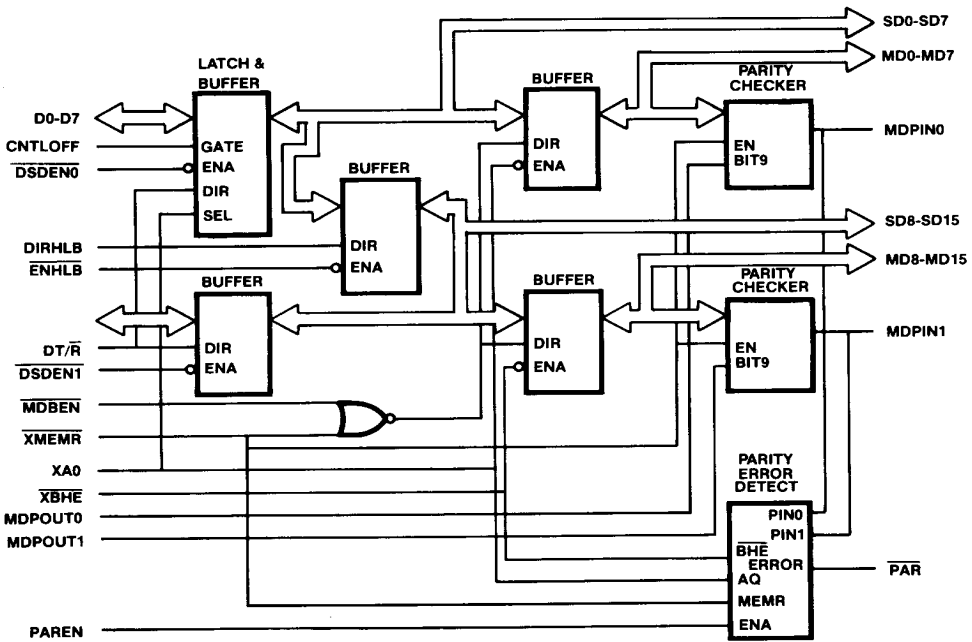 SD0-SD7
MD0-MD7
LATCH &
BUFFER
BUFFER
PARITY
CHECKER
D0-D7
MDPIN0
CNTLOFF
GATE
DIR
EN
DSDEN0
ENA
ENA
BIT9
DIR
BUFFER
SEL
SD8-SD15
DIRHLB
DIR
MD8-MD15
ENHLB
ENA
BUFFER
BUFFER
PARITY
CHECKER
MDPIN1
DT/R
DIR
DIR
EN
DSDEN1
ENA
ENA
BIT9
MDBEN
XMEMR
XA0
PARITY
ERROR
DETECT
XBHE
MDPOUT0
PIN0
MDPOUT1
PIN1
BHE
ERROR
PAR
AQ
MEMR
PAREN
ENA